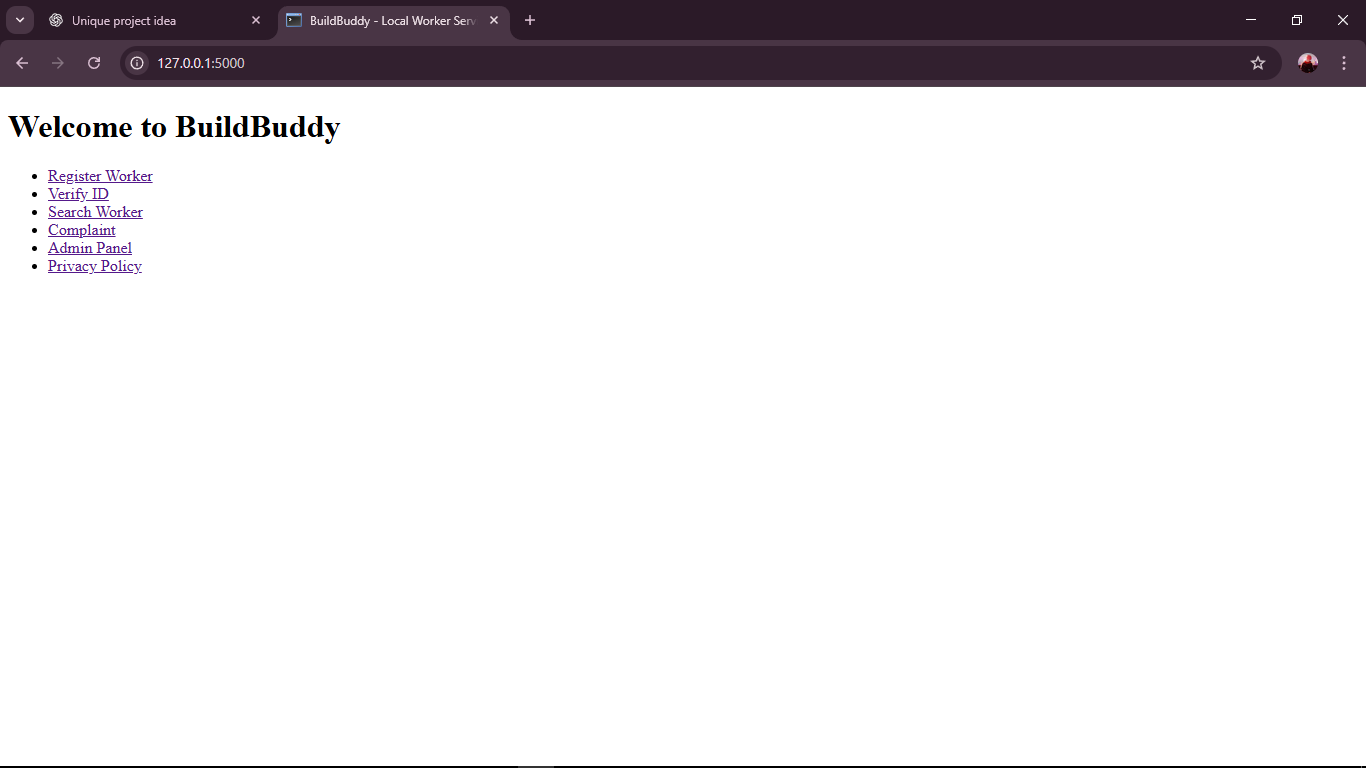 Unique project idea
BuildBuddy - Local Worker Serv
127.0.0.1:5000
Welcome to BuildBuddy
Register Worker
Verify ID
Search Worker
Complaint
Admin Panel
Privacy Policy